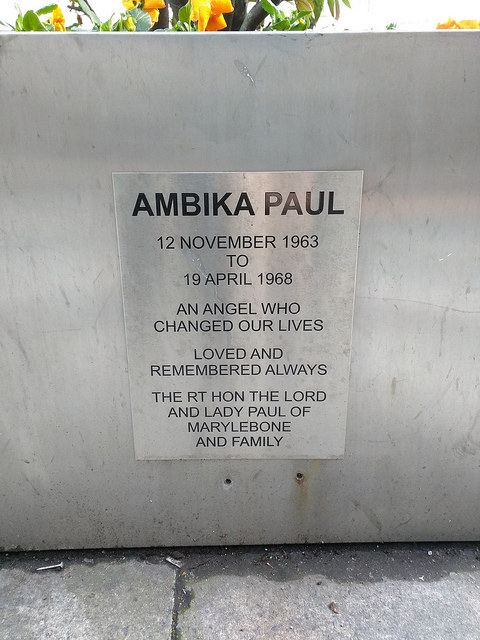 AMBIKA PAUL
12 NOVEMBER 1963
TO
19 APRIL 1968
AN ANGEL WHO
CHANGED OUR LIVES
LOVED AND
REMEMBERED ALWAYS
THE RT HON THE LORD
AND LADY PAUL OF
MARYLEBONE
AND FAMILY